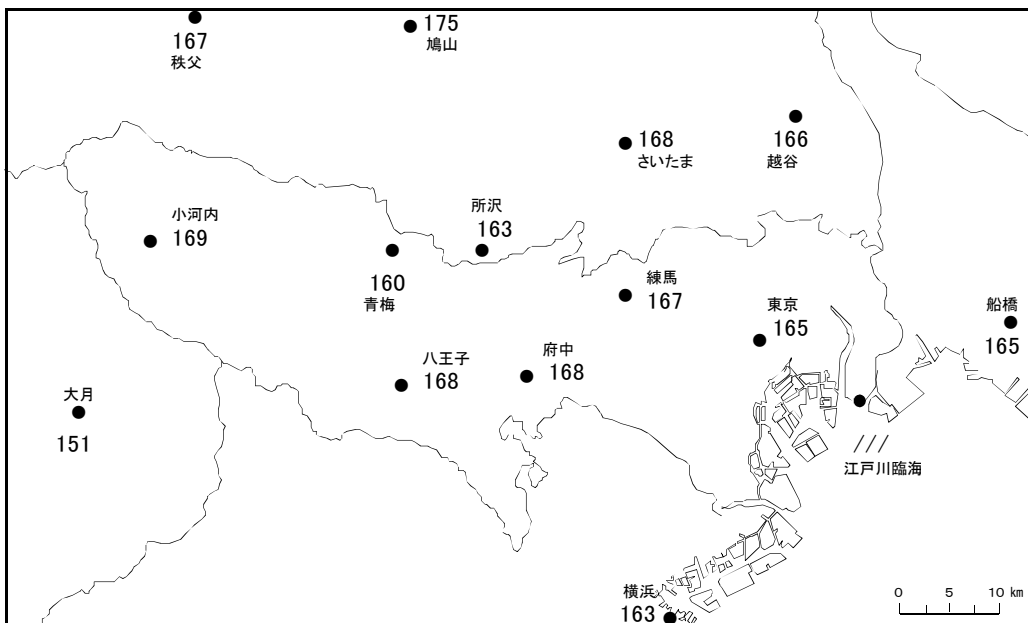 167
秩父
175
鳩山
168
さいたま
166
越谷
小河内
169
所沢
163
160
青梅
練馬
167
東京
165
船橋
165
八王子
168
府中
168
大月
151
///
江戸川臨海
横浜
163
0 5 10 km